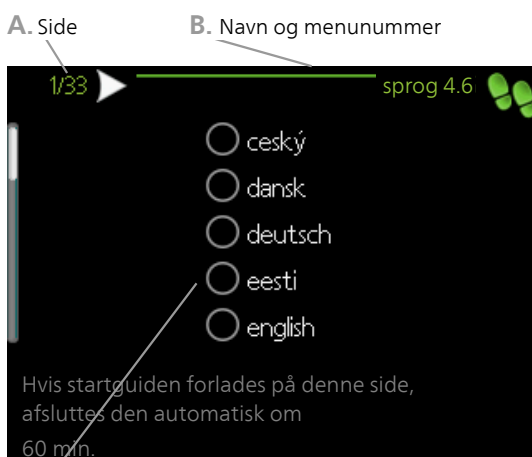 A. Side
B. Navn og menunummer
1/33
sprog 4.6
ceský
dansk
deutsch
eesti
english
Hvis startguiden forlades på denne side,
afsluttes den automatisk om
60 min.